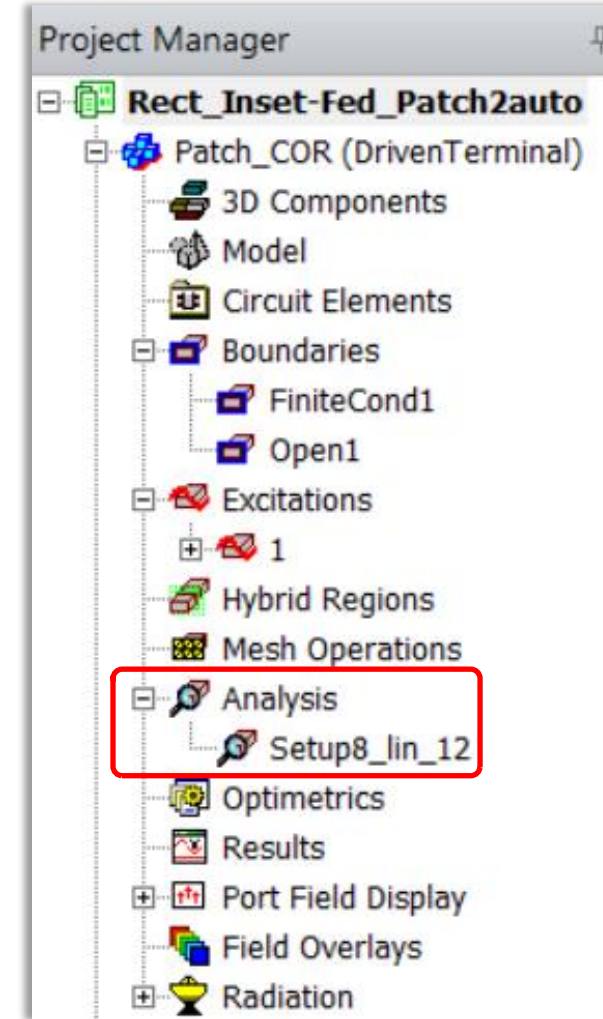 Project Manager
Rect_Inset-Fed_Patch2auto
Patch_COR (DrivenTerminal)
3D Components
Model
Circuit Elements
Boundaries
FiniteCond1
Open1
Excitations
1
Hybrid Regions
Mesh Operations
Analysis
Setup8_lin_12
Optimetrics
Results
Port Field Display
Field Overlays
Radiation